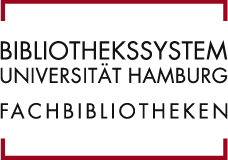 BIBLIOTHEKSSYSTEM
UNIVERSITÄT HAMBURG
FACHBIBLIOTHEKEN